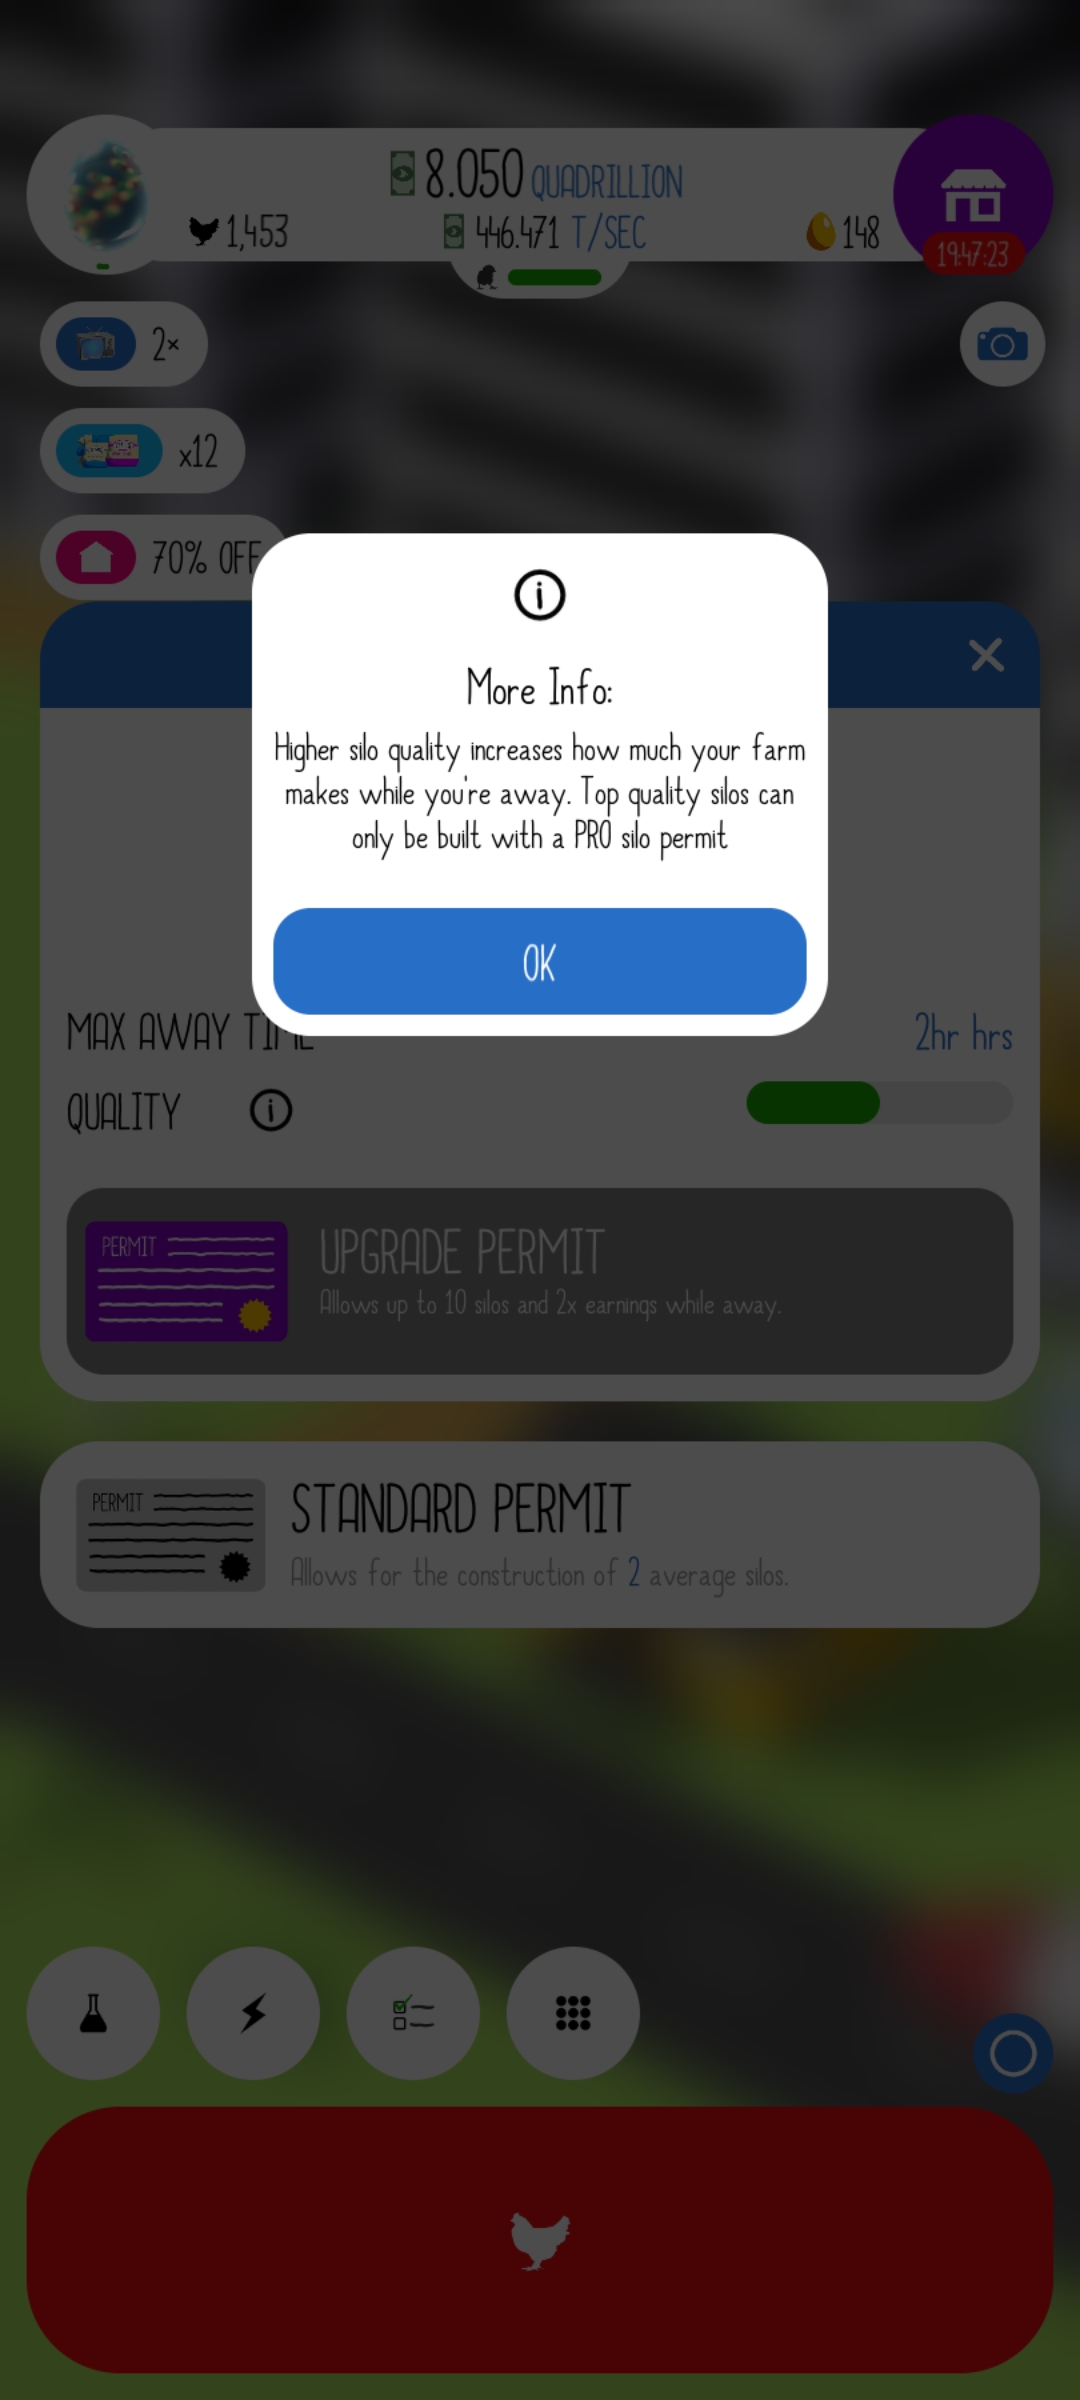 8.050 QUADRILLION
1,453
446.471 T/SEC
148
19:47:23
2×
x12
70% OFF
More Info:
Higher silo quality increases how much your farm
makes while you're away. Top quality silos can
only be built with a PRO silo permit
OK
MAX AWAY TIME
2hr hrs
QUALITY
PERMIT
UPGRADE PERMIT
Allows up to 10 silos and 2x earnings while away.
PERMIT
STANDARD PERMIT
Allows for the construction of 2 average silos.